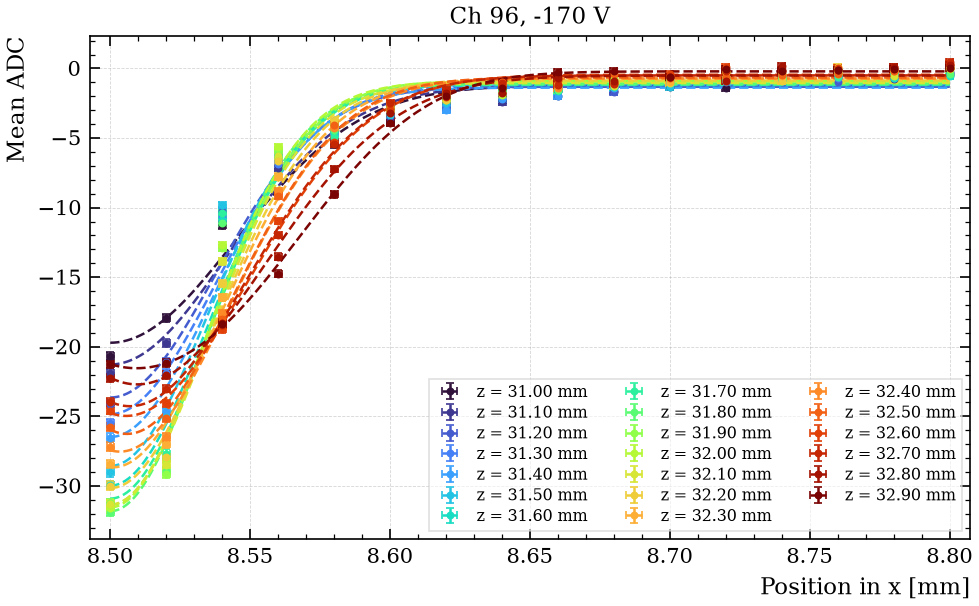 Ch 96, -170 V
Mean ADC
0
−5
−10
−15
−20
−25
−30
z = 31.00 mm
z = 31.10 mm
z = 31.20 mm
z = 31.30 mm
z = 31.40 mm
z = 31.50 mm
z = 31.60 mm
z = 31.70 mm
z = 31.80 mm
z = 31.90 mm
z = 32.00 mm
z = 32.10 mm
z = 32.20 mm
z = 32.30 mm
z = 32.40 mm
z = 32.50 mm
z = 32.60 mm
z = 32.70 mm
z = 32.80 mm
z = 32.90 mm
8.50 8.55 8.60 8.65 8.70 8.75 8.80
Position in x [mm]